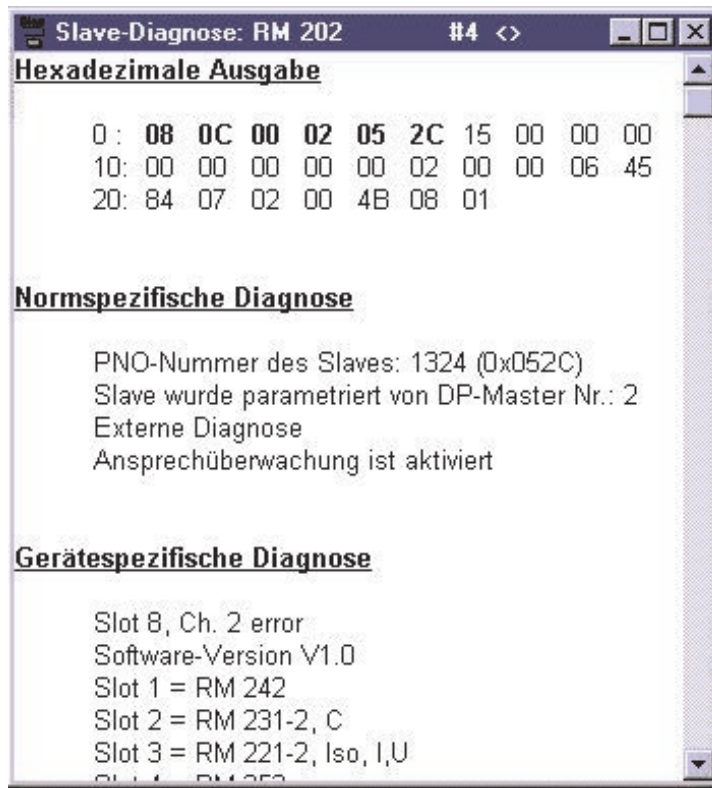 Slave-Diagnose: RM 202 #4 <>
Hexadezimale Ausgabe
0 : 08 0C 00 02 05 2C 15 00 00 00
10: 00 00 00 00 00 02 00 00 06 45
20: 84 07 02 00 4B 08 01
Normspezifische Diagnose
PNO-Nummer des Slaves: 1324 (0x052C)
Slave wurde parametriert von DP-Master Nr.: 2
Externe Diagnose
Ansprechüberwachung ist aktiviert
Gerätespezifische Diagnose
Slot 8, Ch. 2 error
Software-Version V1.0
Slot 1 = RM 242
Slot 2 = RM 231-2, C
Slot 3 = RM 221-2, Iso, I,U